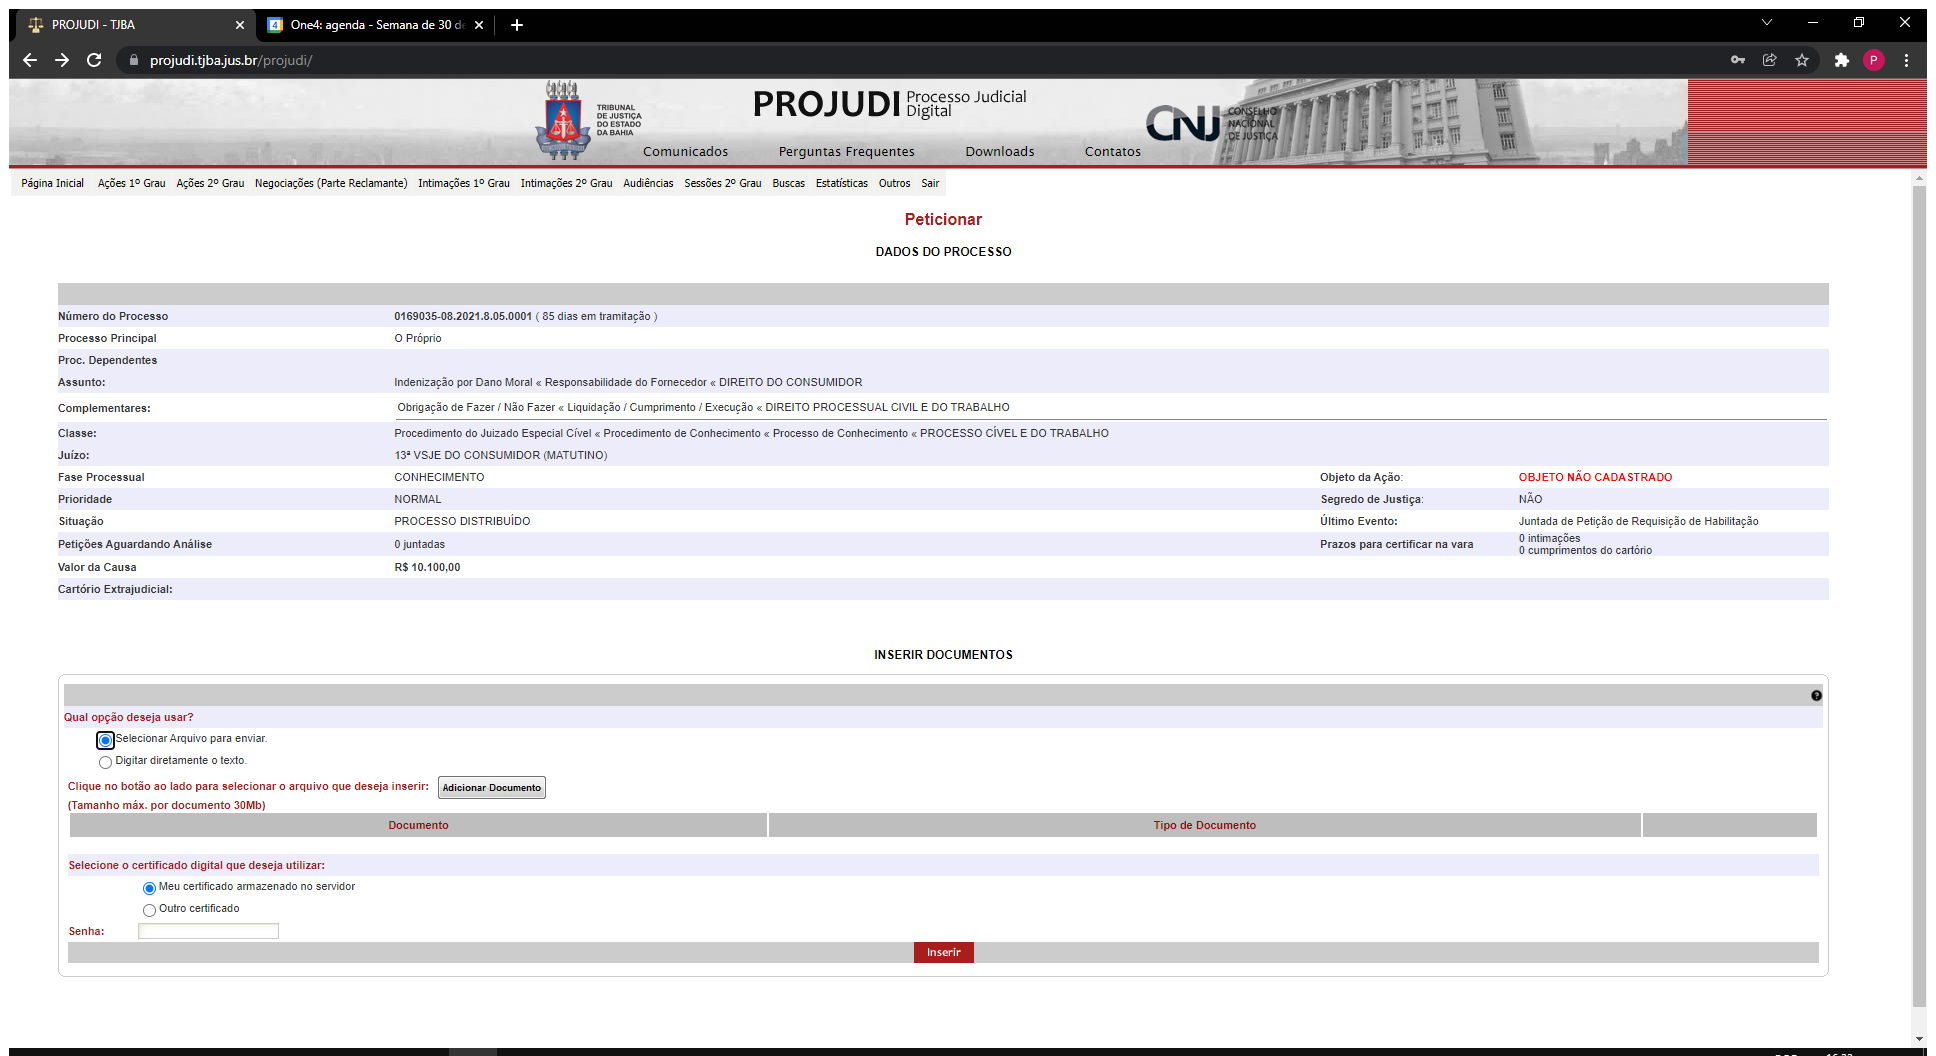 PROJUDI - TJBA
4 One4: agenda - Semana de 30 de
projudi.tjba.jus.br/projudi/
P
TRIBUNAL
DE JUSTIÇA
DO ESTADO
DA BAHIA
PROJUDI Processo Judicial
Digital
CNJ CONSELHO
NACIONAL
DE JUSTIÇA
Comunicados Perguntas Frequentes Downloads Contatos
Página Inicial Ações 1º Grau Ações 2º Grau Negociações (Parte Reclamante) Intimações 1º Grau Intimações 2º Grau Audiências Sessões 2º Grau Buscas Estatísticas Outros Sair
Peticionar
DADOS DO PROCESSO
Número do Processo 0169035-08.2021.8.05.0001 ( 85 dias em tramitação )
Processo Principal O Próprio
Proc. Dependentes
Assunto: Indenização por Dano Moral « Responsabilidade do Fornecedor « DIREITO DO CONSUMIDOR
Complementares: Obrigação de Fazer / Não Fazer « Liquidação / Cumprimento / Execução « DIREITO PROCESSUAL CIVIL E DO TRABALHO
Classe: Procedimento do Juizado Especial Cível « Procedimento de Conhecimento « Processo de Conhecimento « PROCESSO CÍVEL E DO TRABALHO
Juízo: 13ª VSJE DO CONSUMIDOR (MATUTINO)
Fase Processual CONHECIMENTO Objeto da Ação: OBJETO NÃO CADASTRADO
Prioridade NORMAL Segredo de Justiça: NÃO
Situação PROCESSO DISTRIBUÍDO Último Evento: Juntada de Petição de Requisição de Habilitação
Petições Aguardando Análise 0 juntadas Prazos para certificar na vara 0 intimações
0 cumprimentos do cartório
Valor da Causa R$ 10.100,00
Cartório Extrajudicial:
INSERIR DOCUMENTOS
?
Qual opção deseja usar?
Selecionar Arquivo para enviar.
Digitar diretamente o texto.
Clique no botão ao lado para selecionar o arquivo que deseja inserir: Adicionar Documento
(Tamanho máx. por documento 30Mb)
Documento Tipo de Documento
Selecione o certificado digital que deseja utilizar:
Meu certificado armazenado no servidor
Outro certificado
Senha:
Inserir